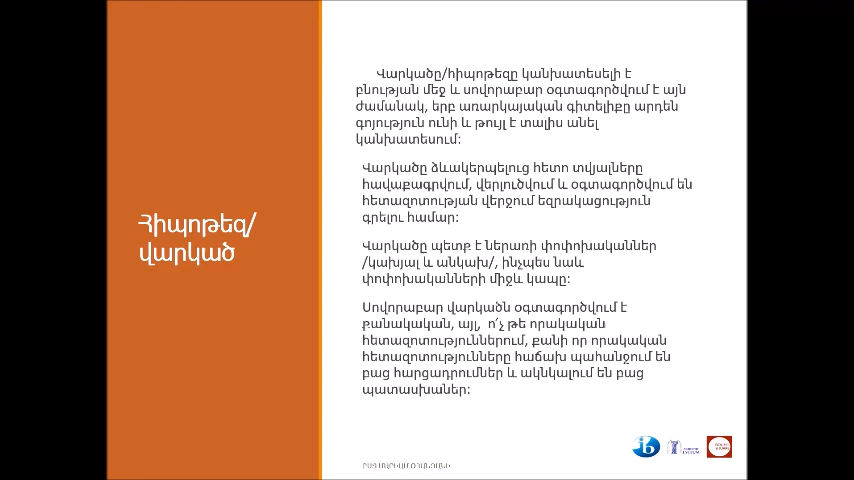 Հիպոթեզ/
վարկած
Վարկածը/հիպոթեզը կանխատեսելի է
բնության մեջ և սովորաբար օգտագործվում է այն
ժամանակ, երբ առարկայական գիտելիքը արդեն
գոյություն ունի և թույլ է տալիս անել
կանխատեսում:
Վարկածը ձևակերպելուց հետո տվյալները
հավաքագրվում, վերլուծվում և օգտագործվում են
հետազոտության վերջում եզրակացություն
գրելու համար:
Վարկածը պետք է ներառի փոփոխականներ
/կախյալ և անկախ/, ինչպես նաև
փոփոխականների միջև կապը:
Սովորաբար վարկածն օգտագործվում է
քանակական, այլ, ո՛չ թե որակական
հետազոտություններում, քանի որ որակական
հետազոտությունները հաճախ պահանջում են
բաց հարցադրումներ և ակնկալում են բաց
պատասխաններ: